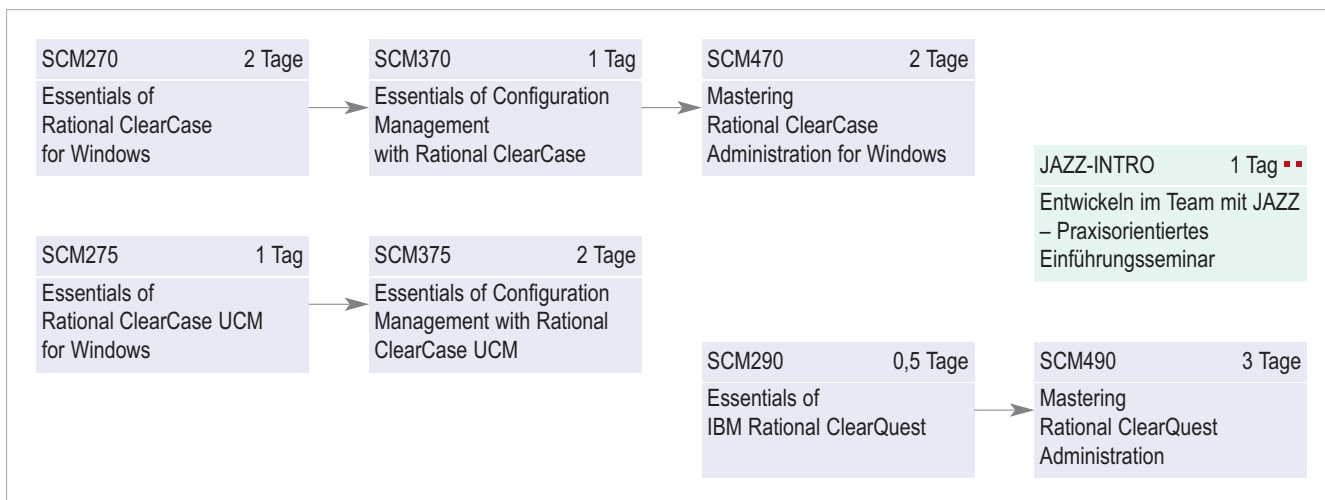 SCM270 2 Tage
Essentials of
Rational ClearCase
for Windows
SCM370 1 Tag
Essentials of Configuration
Management
with Rational ClearCase
SCM470 2 Tage
Mastering
Rational ClearCase
Administration for Windows
JAZZ-INTRO 1 Tag
Entwickeln im Team mit JAZZ
– Praxisorientiertes
Einführungsseminar
SCM275 1 Tag
Essentials of
Rational ClearCase UCM
for Windows
SCM375 2 Tage
Essentials of Configuration
Management with Rational
ClearCase UCM
SCM290 0,5 Tage
Essentials of
IBM Rational ClearQuest
SCM490 3 Tage
Mastering
Rational ClearQuest
Administration